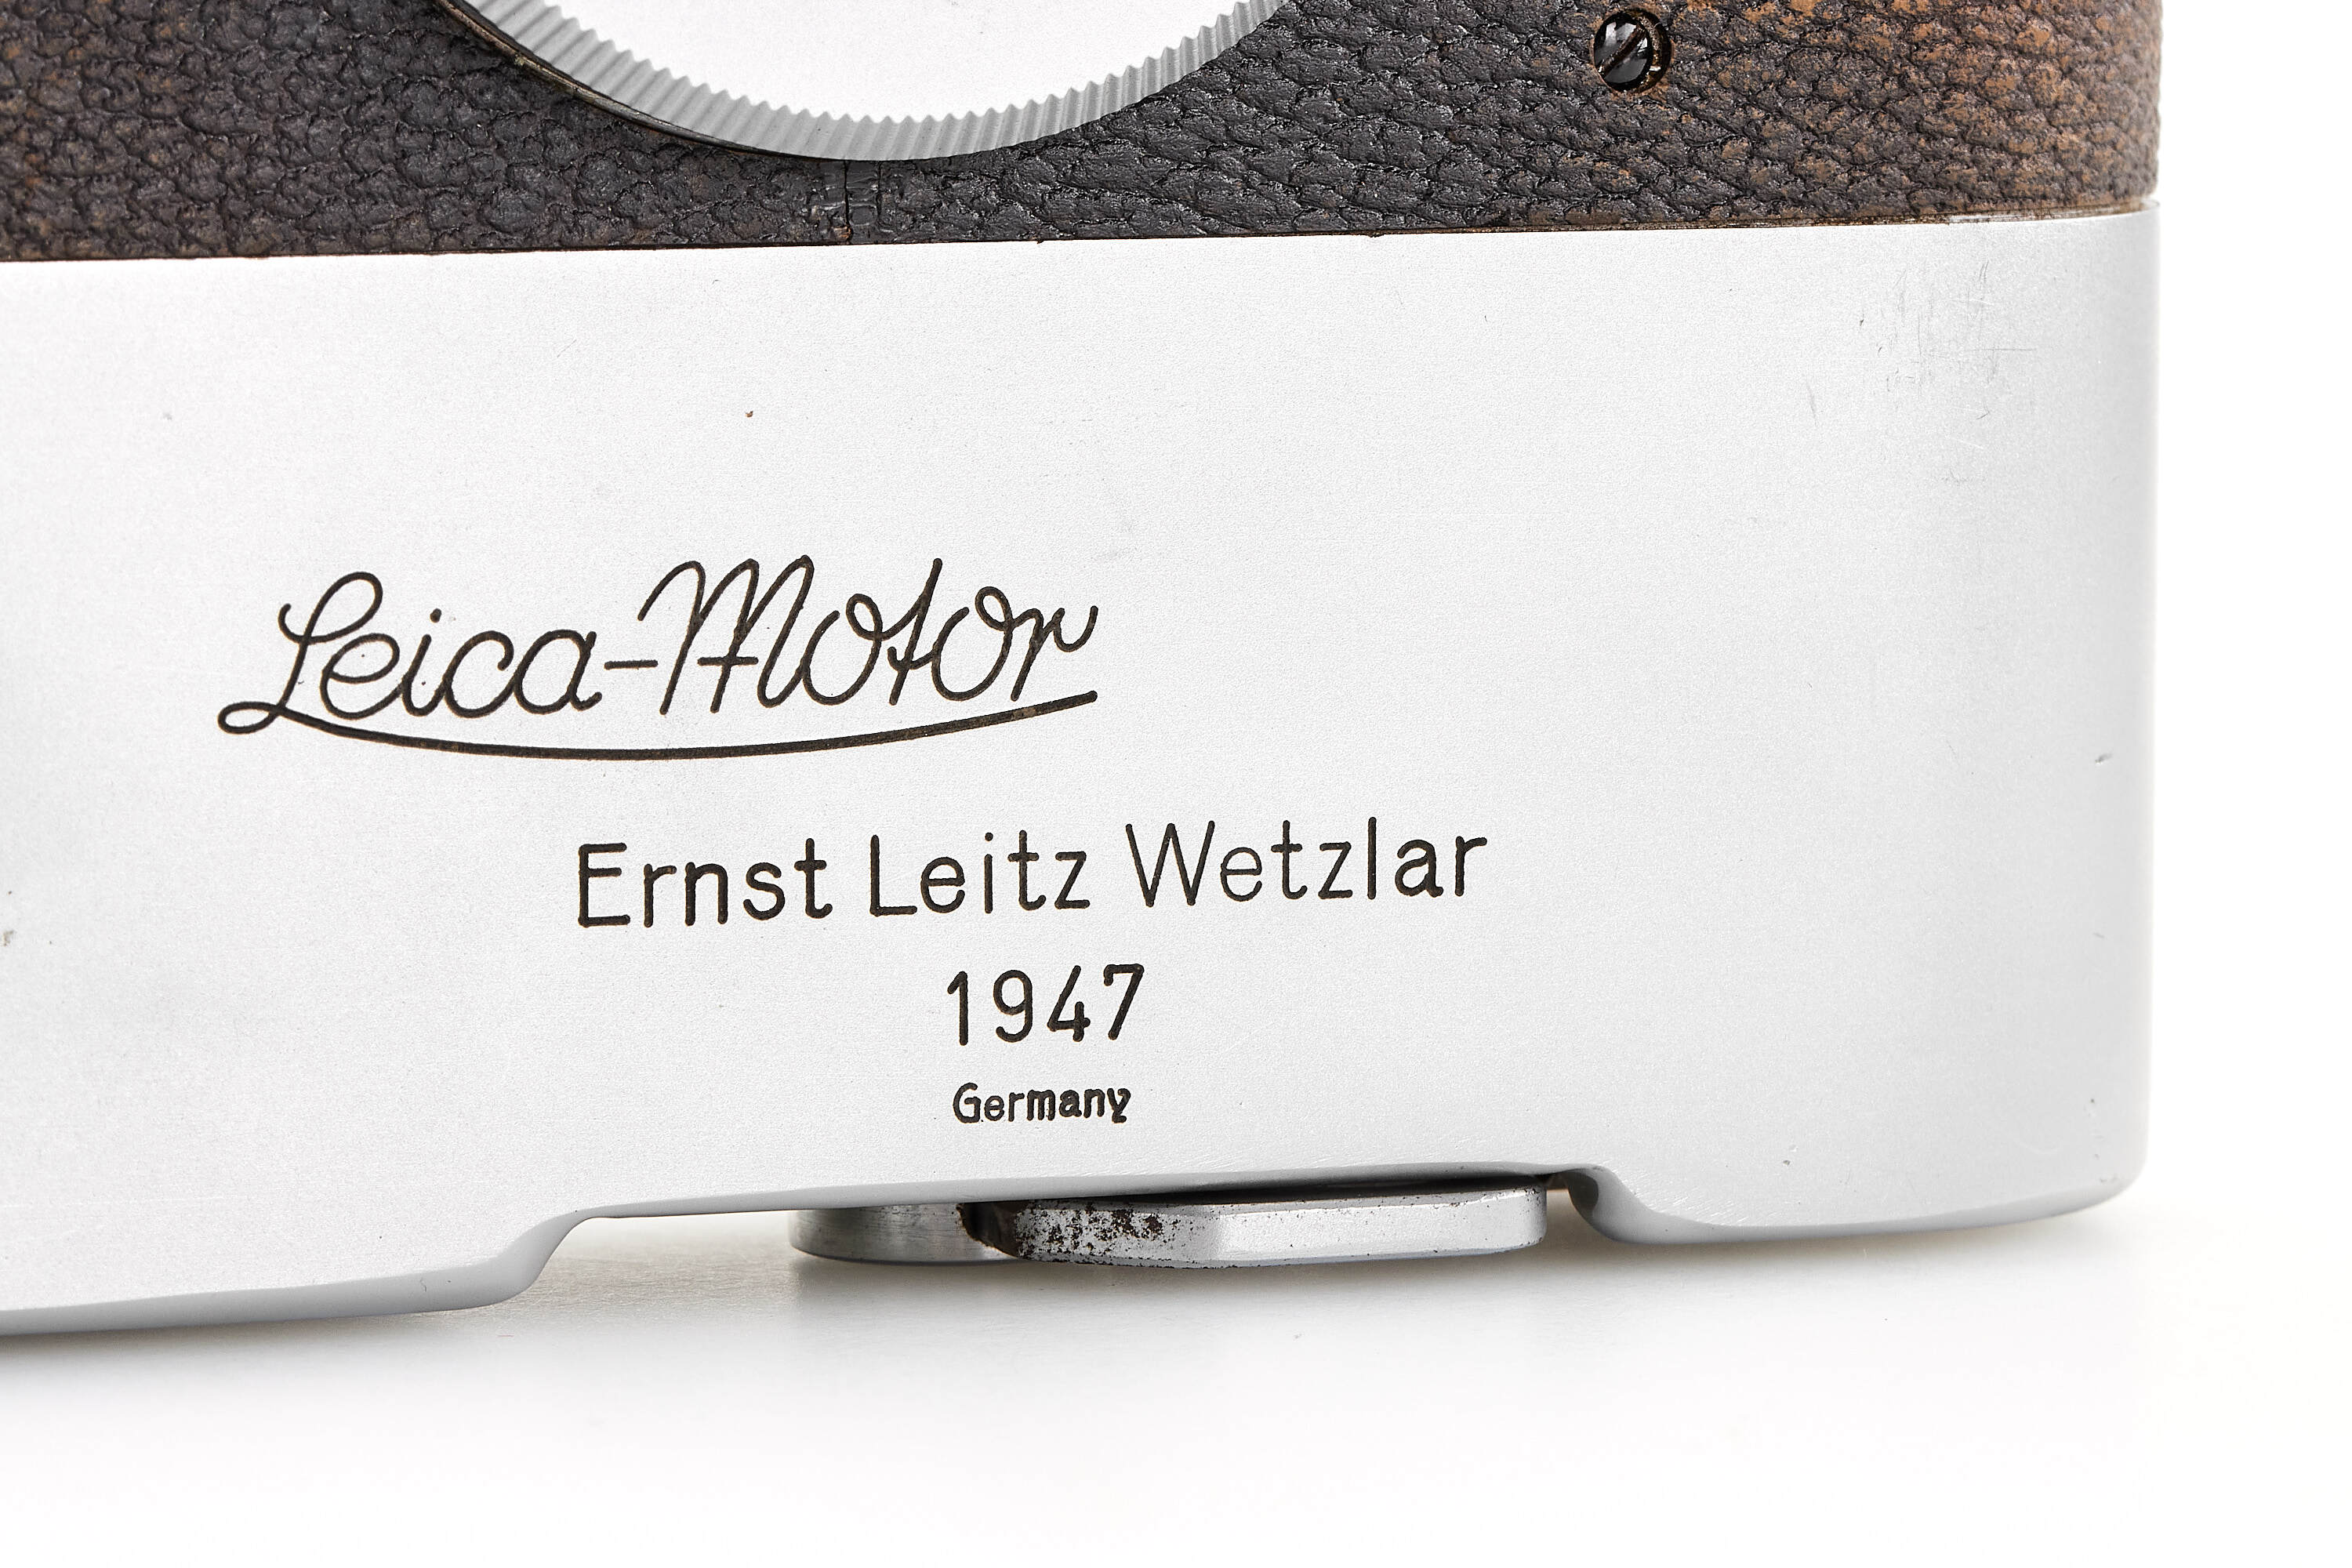 Leica-Motor
Ernst Leitz Wetzlar
1947
Germany